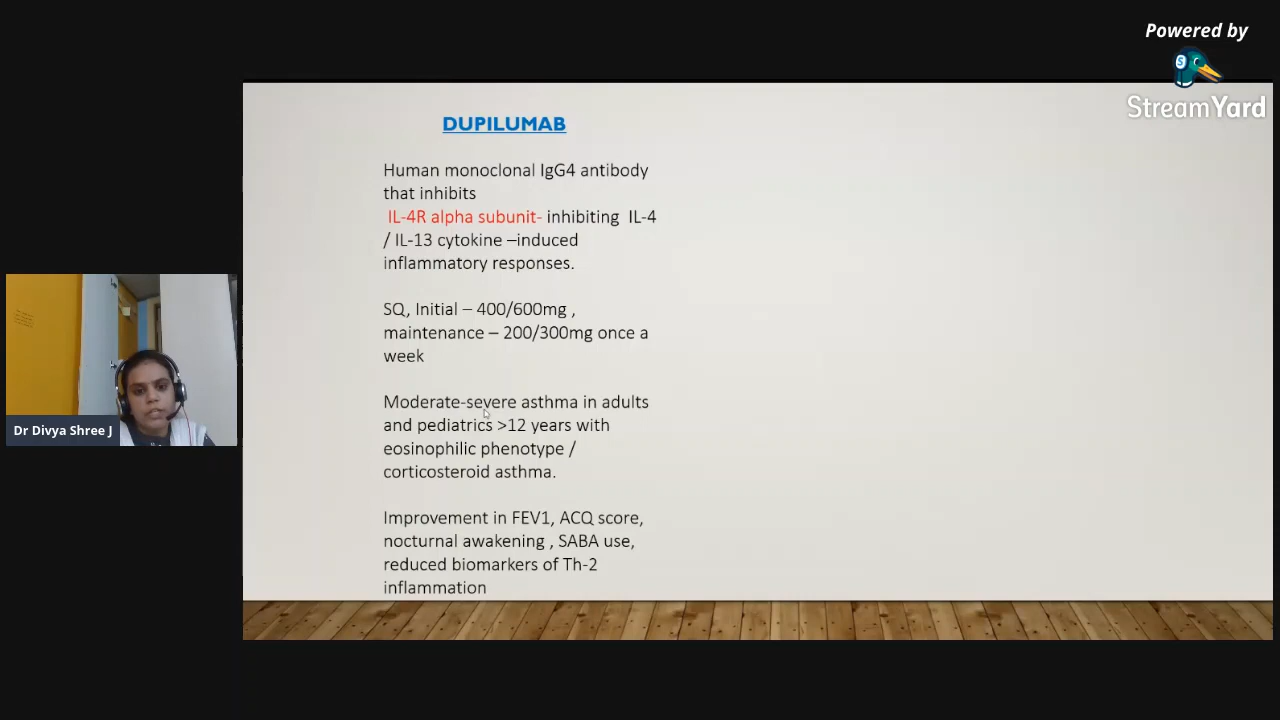 Powered by
StreamYard
DUPILUMAB
Human monoclonal IgG4 antibody
that inhibits
IL-4R alpha subunit- inhibiting IL-4
/ IL-13 cytokine –induced
inflammatory responses.
SQ, Initial – 400/600mg ,
maintenance – 200/300mg once a
week
Moderate-severe asthma in adults
and pediatrics >12 years with
eosinophilic phenotype /
corticosteroid asthma.
Improvement in FEV1, ACQ score,
nocturnal awakening , SABA use,
reduced biomarkers of Th-2
inflammation
Dr Divya Shree J